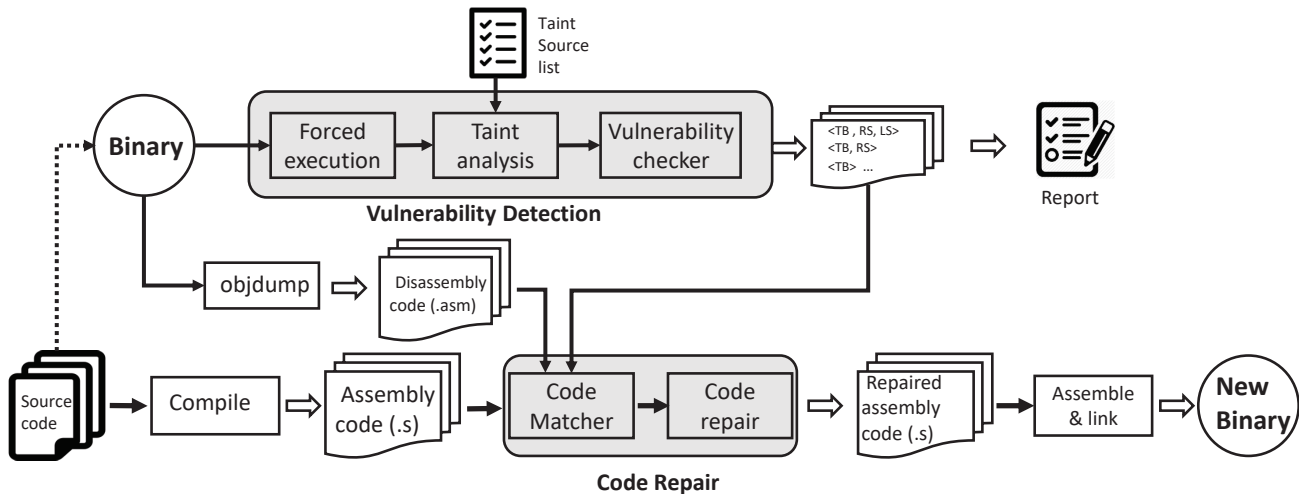 Taint
Source
list
Binary
Forced
execution
Taint
analysis
Vulnerability
checker
<TB , RS, LS>
<TB, RS>
<TB> ...
Report
Vulnerability Detection
objdump
Disassembly
code (.asm)
Source
code
Compile
Assembly
code (.s)
Code
Matcher
Code
repair
Repaired
assembly
code (.s)
Assemble
& link
New
Binary
Code Repair